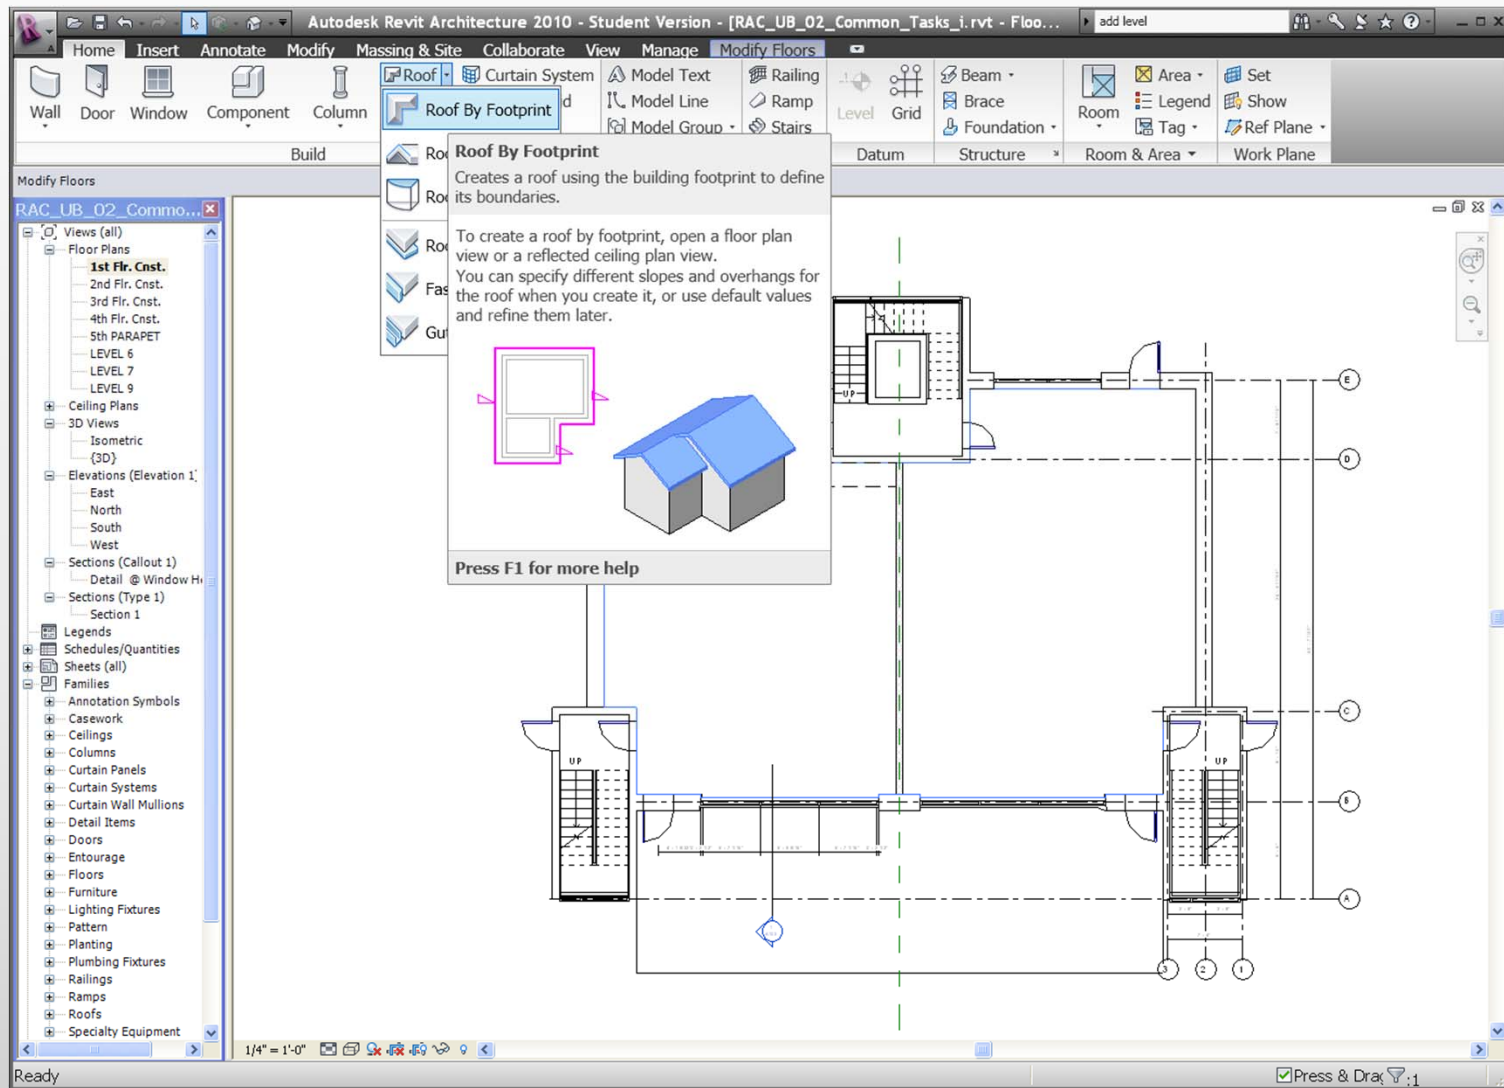 Autodesk Revit Architecture 2010 - Student Version - [RAC_UB_02_Common_Tasks_i.rvt - Floo...
add level
Home Insert Annotate Modify Massing & Site Collaborate View Manage Modify Floors
Roof Curtain System Model Text Railing Beam Area Set
Roof By Footprint Model Line Ramp Brace Legend Show
Wall Door Window Component Column Level Grid Room
Model Group Stairs Foundation Tag Ref Plane
Build Datum Structure Room & Area Work Plane
Roof By Footprint
Creates a roof using the building footprint to define
its boundaries.
To create a roof by footprint, open a floor plan
view or a reflected ceiling plan view.
You can specify different slopes and overhangs for
the roof when you create it, or use default values
and refine them later.
Press F1 for more help
Modify Floors
RAC_UB_02_Commo...
Views (all)
Floor Plans
1st Flr. Cnst.
2nd Flr. Cnst.
3rd Flr. Cnst.
4th Flr. Cnst.
5th PARAPET
LEVEL 6
LEVEL 7
LEVEL 9
Ceiling Plans
3D Views
Isometric
{3D}
Elevations (Elevation 1)
East
North
South
West
Sections (Callout 1)
Detail @ Window
Sections (Type 1)
Section 1
Legends
Schedules/Quantities
Sheets (all)
Families
Annotation Symbols
Casework
Ceilings
Columns
Curtain Panels
Curtain Systems
Curtain Wall Mullions
Detail Items
Doors
Entourage
Floors
Furniture
Lighting Fixtures
Pattern
Planting
Plumbing Fixtures
Railings
Ramps
Roofs
Specialty Equipment
UP
E
D
C
UP
UP
B
A
3 2 1
1/4" = 1'-0"
Ready
Press & Drag :1